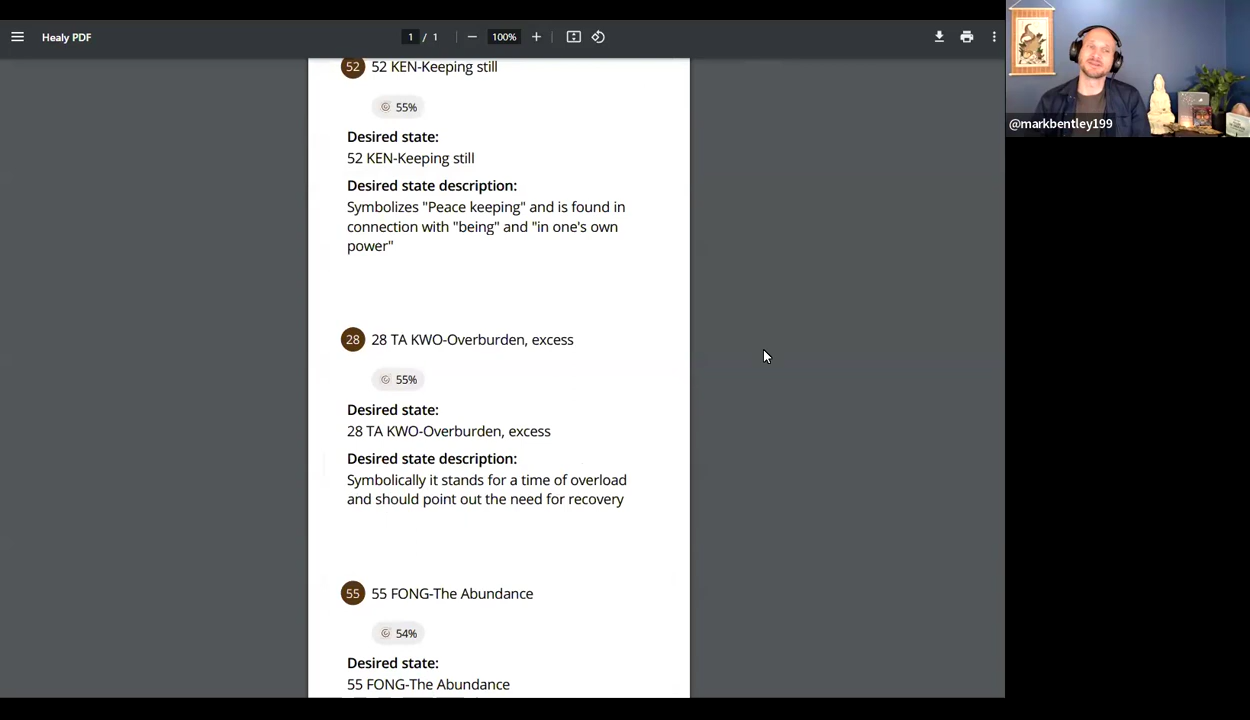 Healy PDF
1 / 1
100%
52 52 KEN-Keeping still
55%
Desired state:
52 KEN-Keeping still
Desired state description:
Symbolizes "Peace keeping" and is found in
connection with "being" and "in one's own
power"
28 28 TA KWO-Overburden, excess
55%
Desired state:
28 TA KWO-Overburden, excess
Desired state description:
Symbolically it stands for a time of overload
and should point out the need for recovery
55 55 FONG-The Abundance
54%
Desired state:
55 FONG-The Abundance
@markbentley199